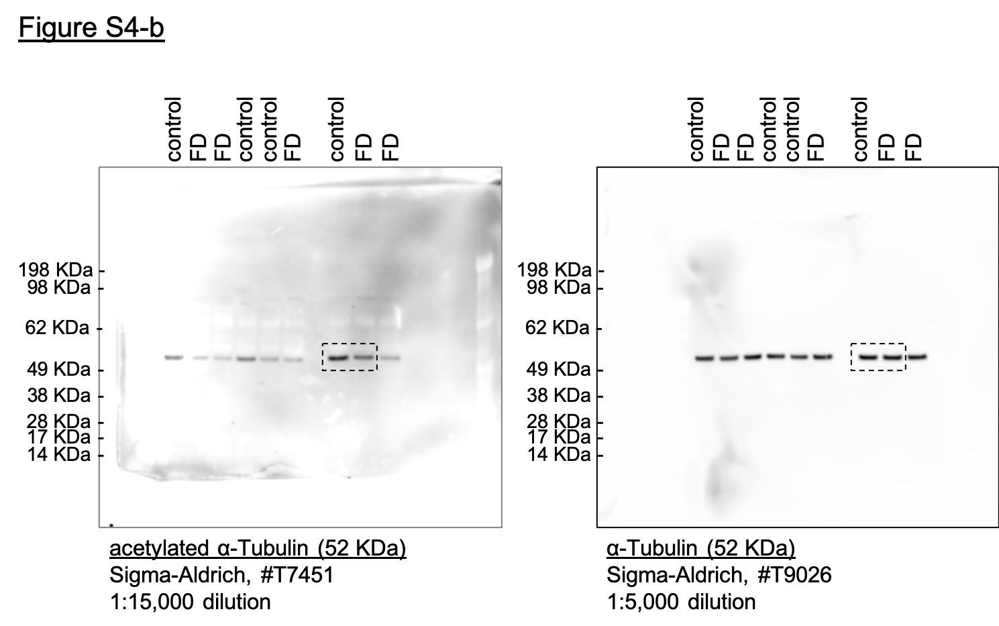 Figure S4-b
control FD FD control control FD control FD FD
198 KDa
98 KDa
62 KDa
49 KDa
38 KDa
28 KDa
17 KDa
14 KDa
acetylated α-Tubulin (52 KDa)
Sigma-Aldrich, #T7451
1:15,000 dilution
control FD FD control control FD control FD FD
198 KDa
98 KDa
62 KDa
49 KDa
38 KDa
28 KDa
17 KDa
14 KDa
α-Tubulin (52 KDa)
Sigma-Aldrich, #T9026
1:5,000 dilution